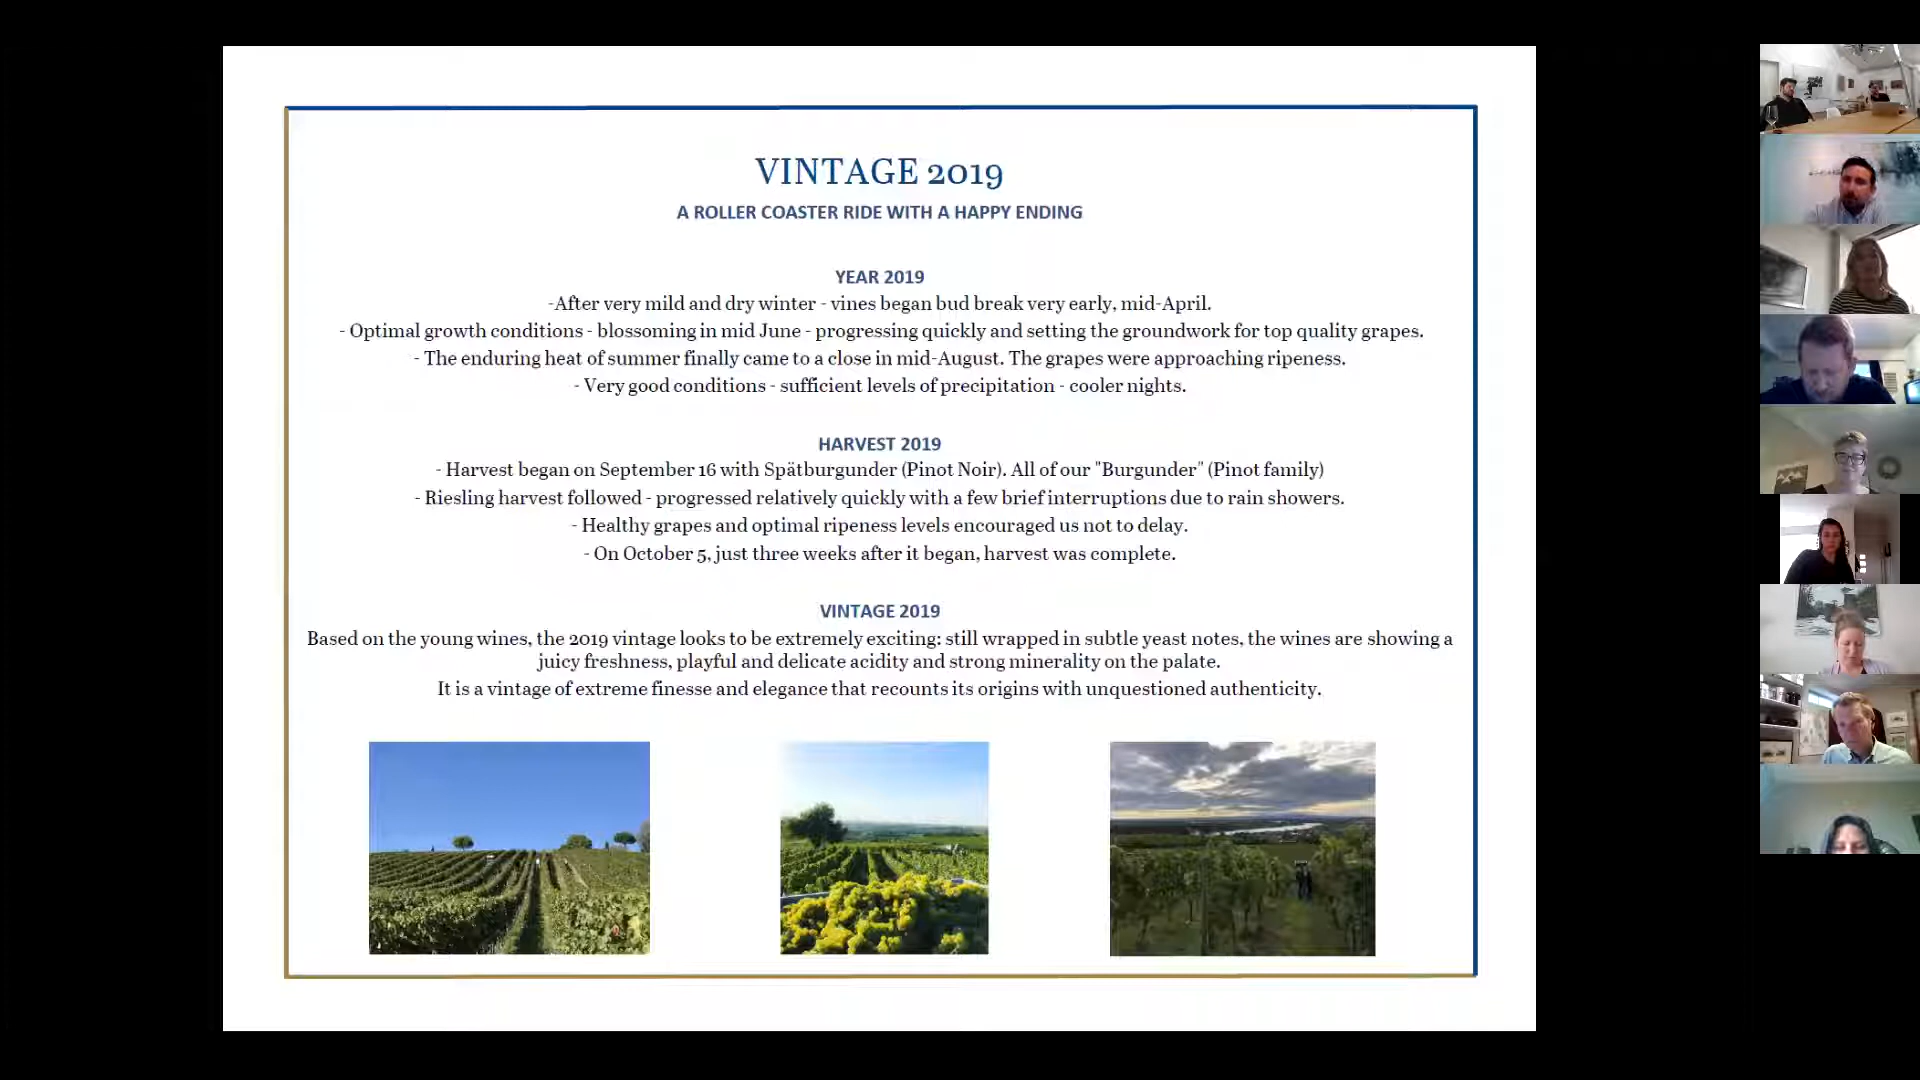 VINTAGE 2019
A ROLLER COASTER RIDE WITH A HAPPY ENDING
YEAR 2019
-After very mild and dry winter - vines began bud break very early, mid-April.
- Optimal growth conditions - blossoming in mid June - progressing quickly and setting the groundwork for top quality grapes.
- The enduring heat of summer finally came to a close in mid-August. The grapes were approaching ripeness.
- Very good conditions - sufficient levels of precipitation - cooler nights.
HARVEST 2019
- Harvest began on September 16 with Spätburgunder (Pinot Noir). All of our "Burgunder" (Pinot family)
- Riesling harvest followed - progressed relatively quickly with a few brief interruptions due to rain showers.
- Healthy grapes and optimal ripeness levels encouraged us not to delay.
- On October 5, just three weeks after it began, harvest was complete.
VINTAGE 2019
Based on the young wines, the 2019 vintage looks to be extremely exciting: still wrapped in subtle yeast notes, the wines are showing a
juicy freshness, playful and delicate acidity and strong minerality on the palate.
It is a vintage of extreme finesse and elegance that recounts its origins with unquestioned authenticity.